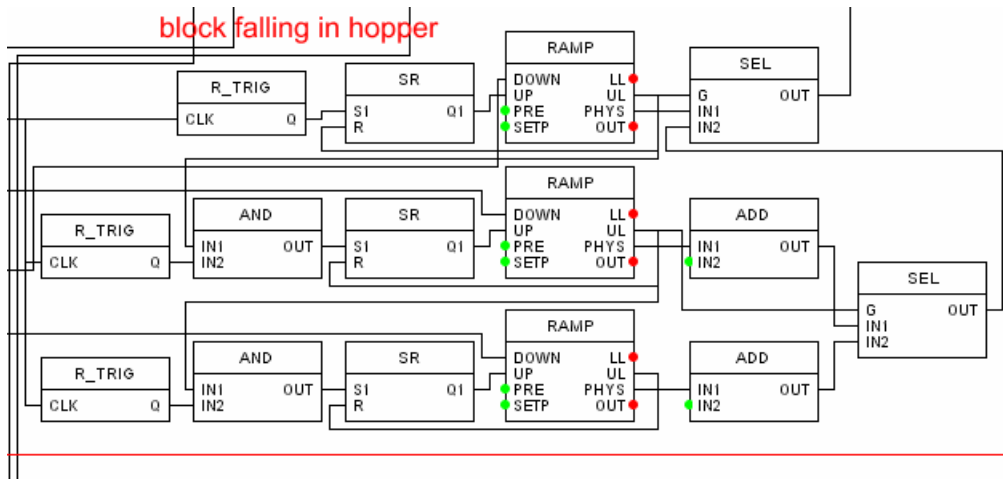 block falling in hopper
RAMP
SEL
R_TRIG
SR
DOWN LL
UP UL
PRE PHYS
SETP OUT
G OUT
IN1
IN2
CLK Q
S1 Q1
R
RAMP
AND
SR
DOWN LL
UP UL
PRE PHYS
SETP OUT
ADD
R_TRIG
IN1 OUT
IN2
S1 Q1
R
IN1 OUT
IN2
CLK Q
SEL
G OUT
IN1
IN2
RAMP
R_TRIG
AND
SR
DOWN LL
UP UL
PRE PHYS
SETP OUT
ADD
CLK Q
IN1 OUT
IN2
S1 Q1
R
IN1 OUT
IN2